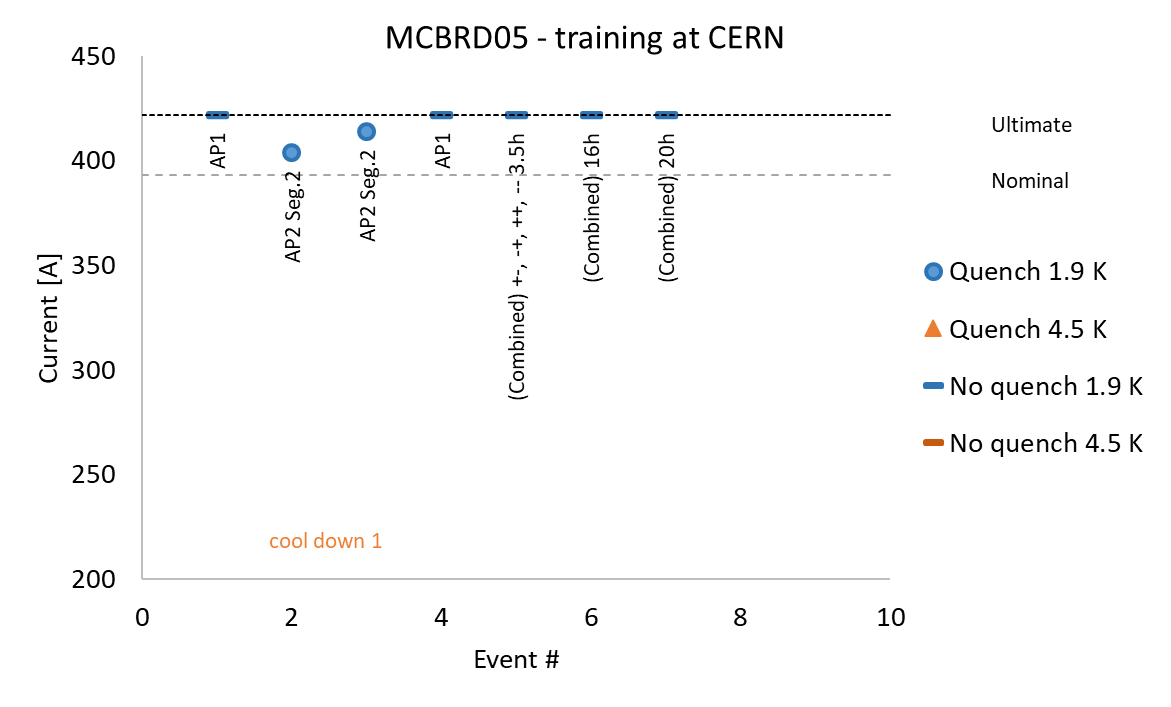 MCBRD05 - training at CERN
450
400
350
300
250
200
Current [A]
AP1
AP2 Seg.2
AP2 Seg.2
AP1
(Combined) +-, -+, ++, -- 3.5h
(Combined) 16h
(Combined) 20h
Ultimate
Nominal
Quench 1.9 K
Quench 4.5 K
No quench 1.9 K
No quench 4.5 K
cool down 1
0
2
4
6
8
10
Event #